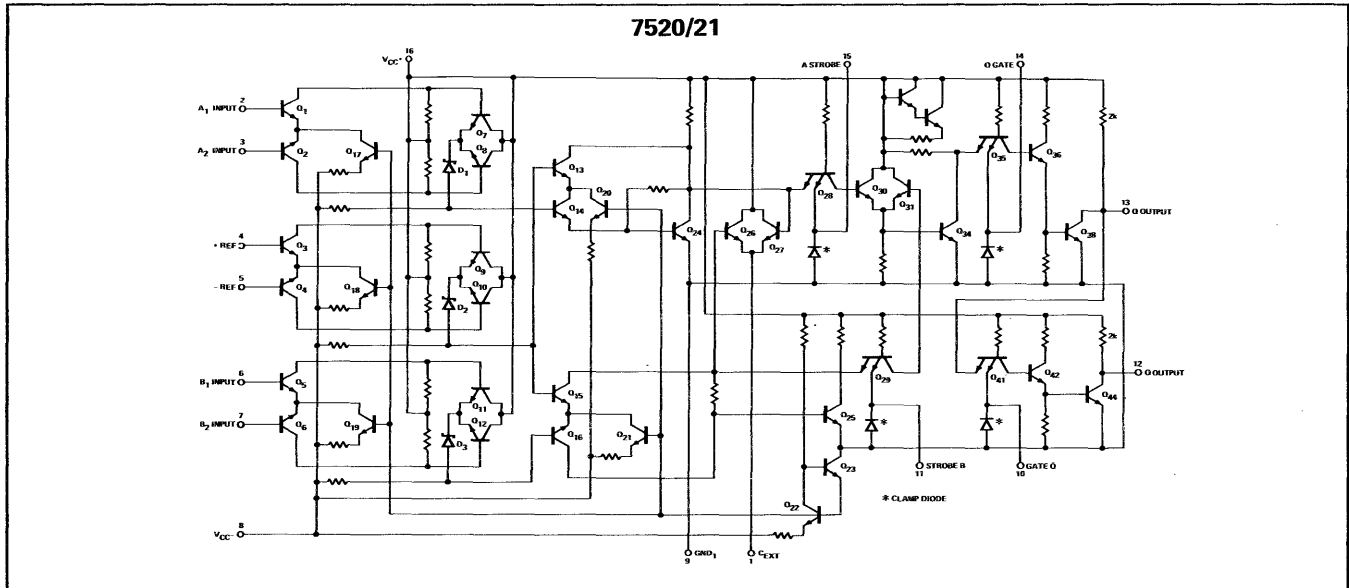 7520/21
16
VCC+
15
A STROBE
14
Q GATE
2
A1 INPUT
Q1
3
A2 INPUT
Q2
Q17
Q7
Q8
D1
Q13
Q20
Q14
Q24
Q26
Q27
Q28
*
Q30
Q31
Q34
Q35
*
Q36
2k
Q38
13
Q OUTPUT
4
+ REF
Q3
5
- REF
Q4
Q18
Q9
Q10
D2
6
B1 INPUT
Q5
7
B2 INPUT
Q6
Q19
Q11
Q12
D3
Q15
Q16
Q21
Q25
Q29
*
Q23
Q22
Q41
*
Q42
2k
Q44
12
11
STROBE B
10
* CLAMP DIODE
8
VCC-
9
GND1
1
CEXT